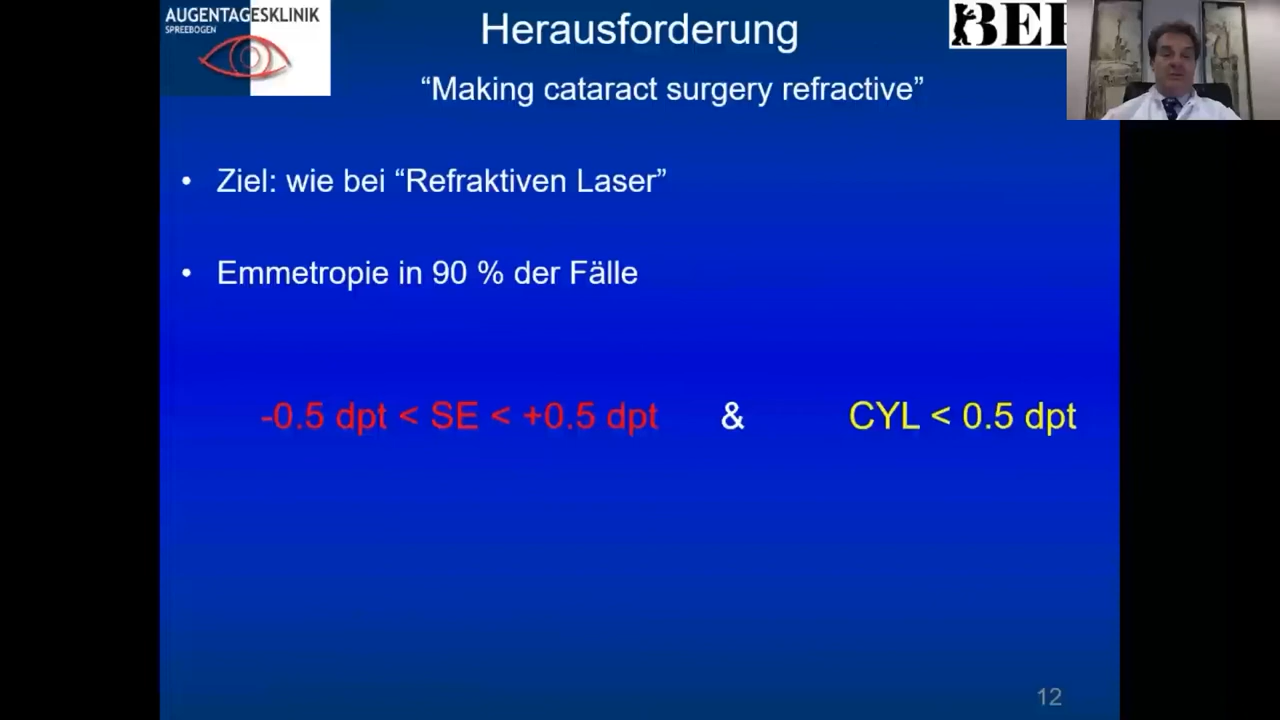 AUGENTAGESKLINIK
SPREEBOGEN
Herausforderung
“Making cataract surgery refractive”
• Ziel: wie bei “Refraktiven Laser”
• Emmetropie in 90 % der Fälle
-0.5 dpt < SE < +0.5 dpt & CYL < 0.5 dpt
12